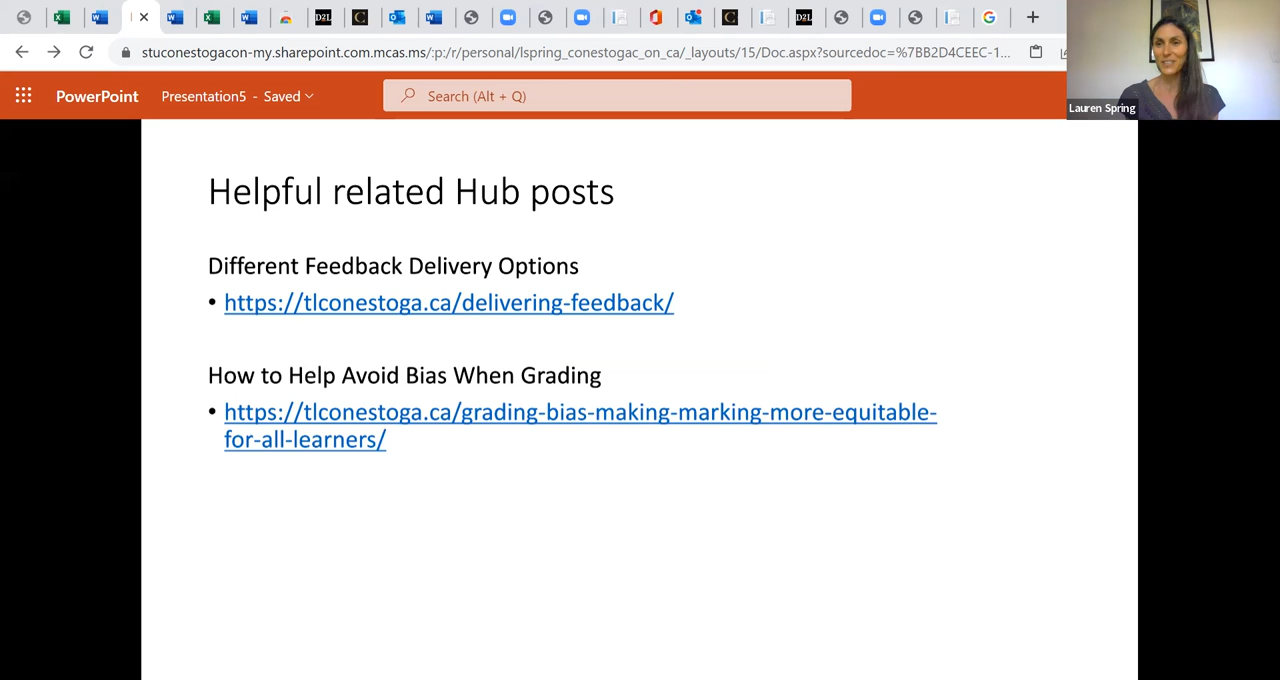 stuconestogacon-my.sharepoint.com.mcas.ms/:p:/r/personal/lspring_conestogac_on_ca/_layouts/15/Doc.aspx?sourcedoc=%7BB2D4CEEC-1...
PowerPoint
Presentation5 - Saved
Search (Alt + Q)
Lauren Spring
Helpful related Hub posts
Different Feedback Delivery Options
• https://tlconestoga.ca/delivering-feedback/
How to Help Avoid Bias When Grading
• https://tlconestoga.ca/grading-bias-making-marking-more-equitable-
for-all-learners/